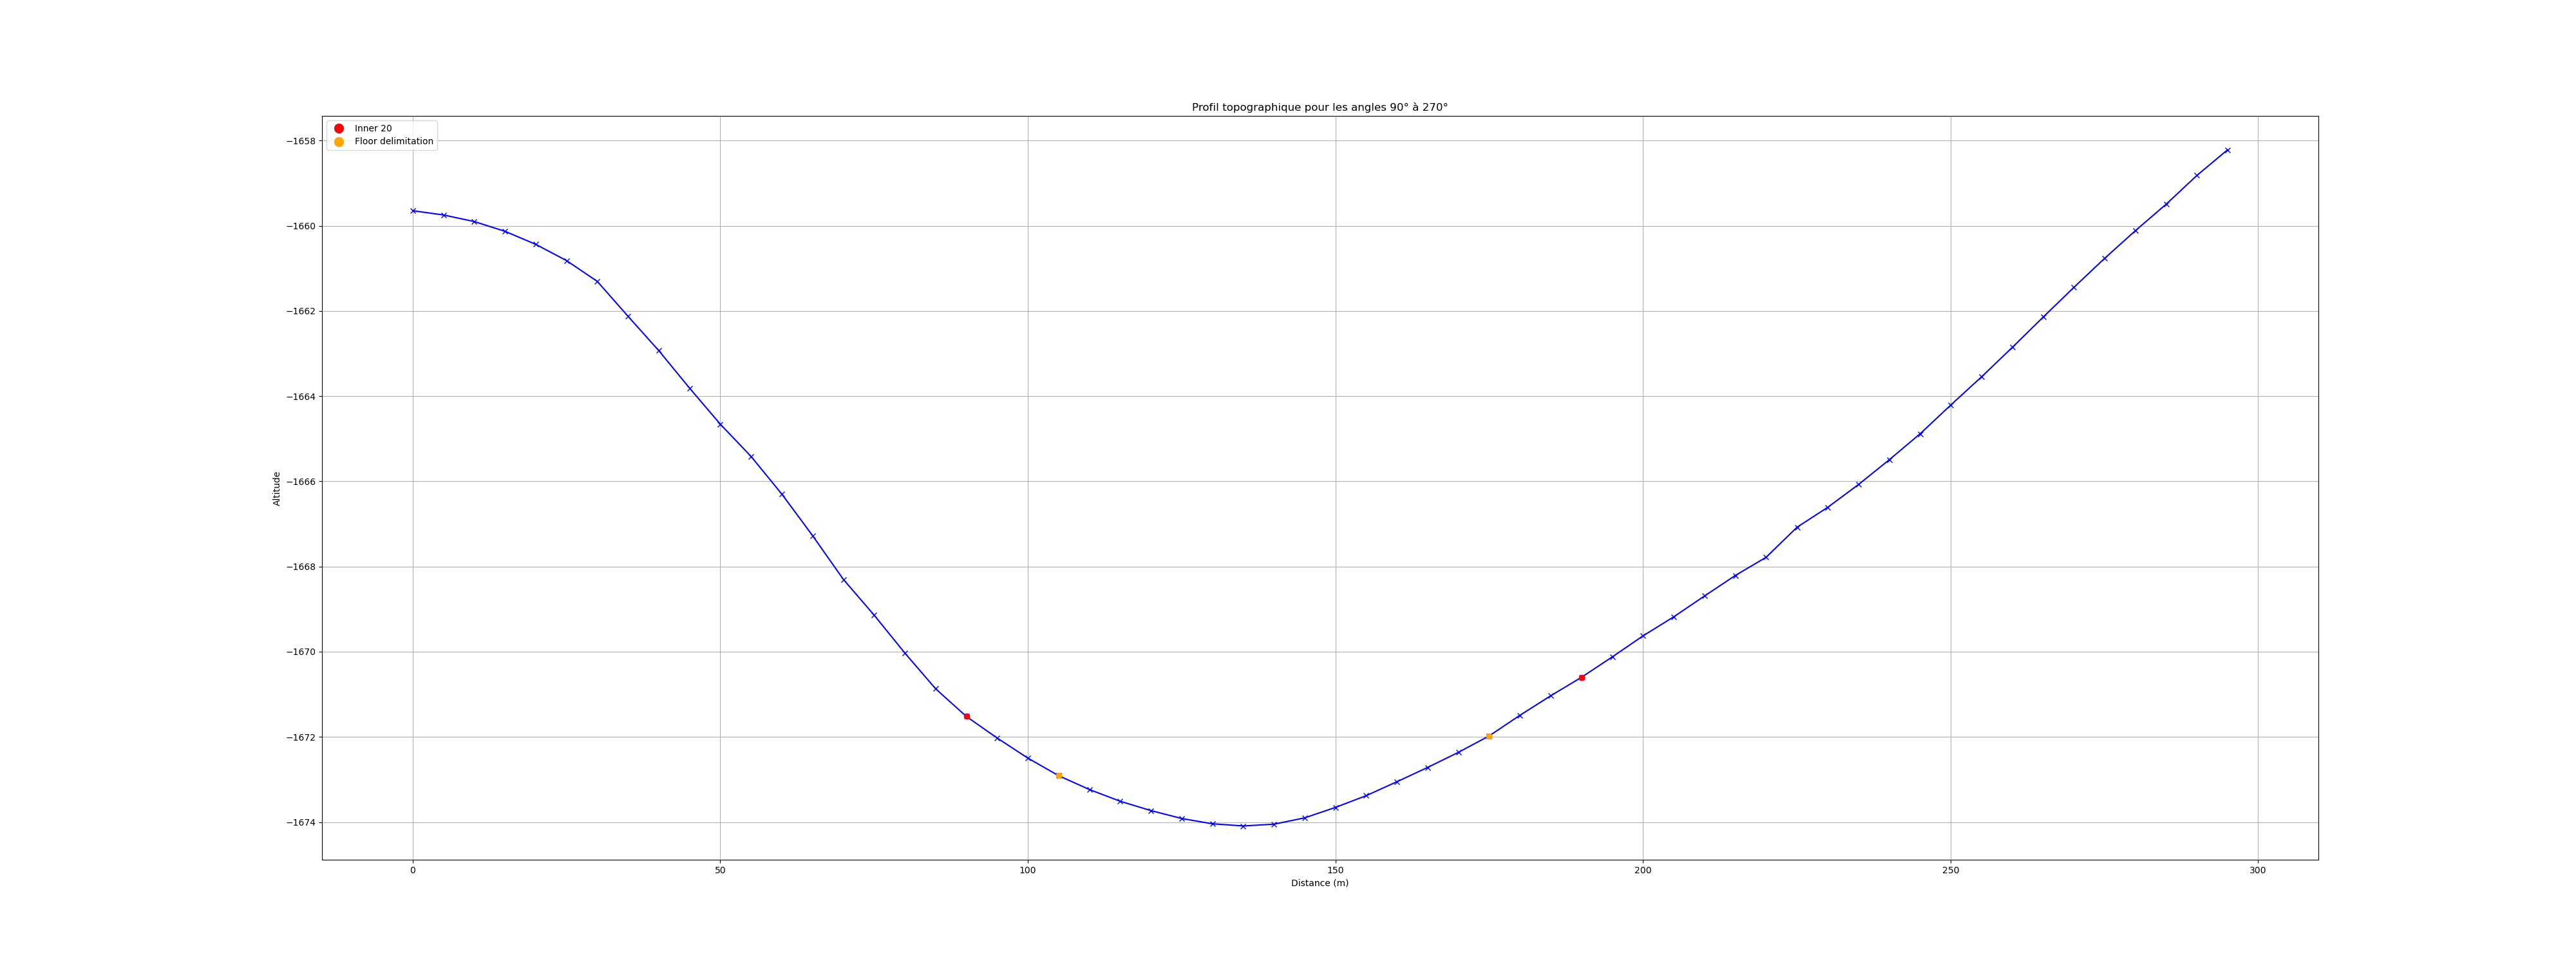 Profil topographique pour les angles 90° à 270°
Inner 20
Floor delimitation
−1658
−1660
−1662
−1664
−1666
−1668
−1670
−1672
−1674
Altitude
0 50 100 150 200 250 300
Distance (m)